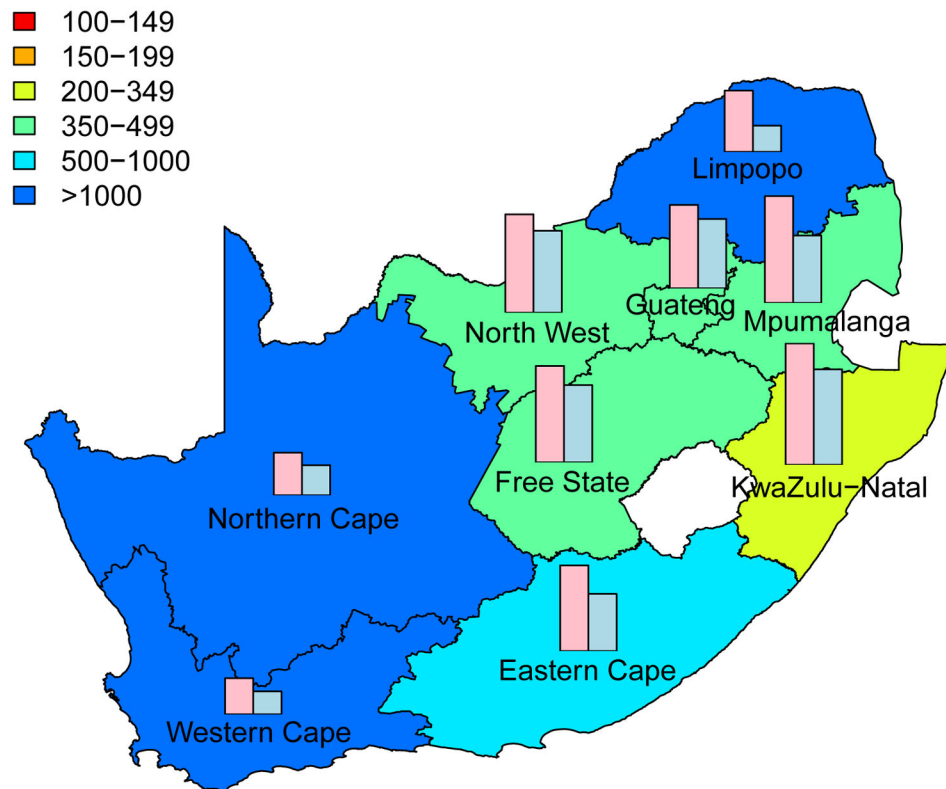 100−149
150−199
200−349
350−499
500−1000
>1000
Limpopo
Guateng
North West
Mpumalanga
Free State
KwaZulu−Natal
Northern Cape
Eastern Cape
Western Cape